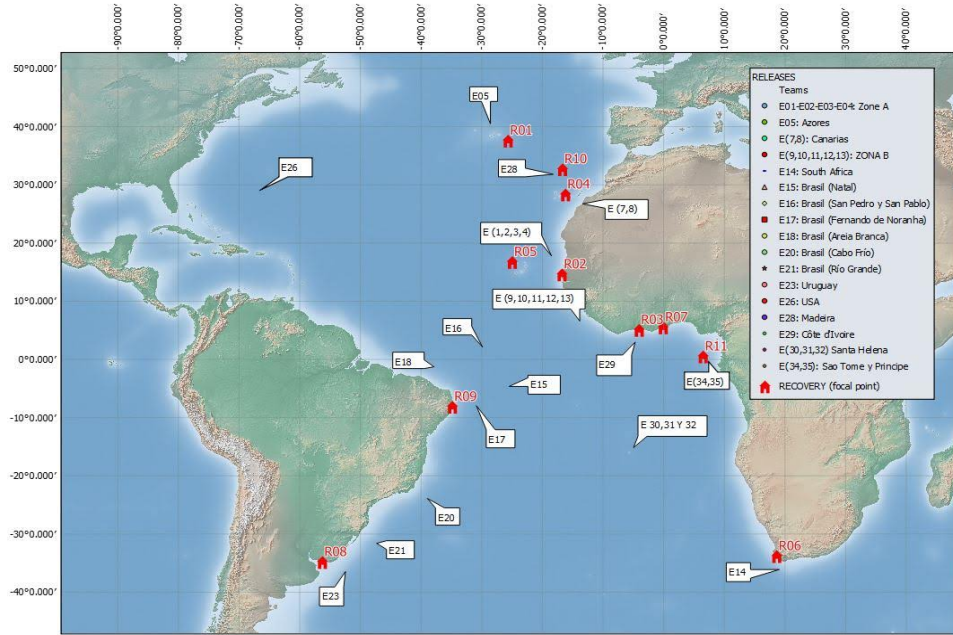 -90°0.000' -80°0.000' -70°0.000' -60°0.000' -50°0.000' -40°0.000' -30°0.000' -20°0.000' -10°0.000' 0°0.000' 10°0.000' 20°0.000' 30°0.000' 40°0.000'
50°0.000'
40°0.000'
30°0.000'
20°0.000'
10°0.000'
0°0.000'
-10°0.000'
-20°0.000'
-30°0.000'
-40°0.000'
E05
R01
E26
E28
R10
R04
E (7,8)
E (1,2,3,4)
R05
R02
E (9,10,11,12,13)
E16
R03
R07
E18
E29
R11
E(34,35)
E15
R09
E17
E 30,31 Y 32
E20
E21
R08
E23
R06
E14
RELEASES
Teams
E01-E02-E03-E04: Zone A
E05: Azores
E(7,8): Canarias
E(9,10,11,12,13): ZONA B
E14: South Africa
E15: Brasil (Natal)
E16: Brasil (San Pedro y San Pablo)
E17: Brasil (Fernando de Noranha)
E18: Brasil (Areia Branca)
E20: Brasil (Cabo Frío)
E21: Brasil (Río Grande)
E23: Uruguay
E26: USA
E28: Madeira
E29: Côte d'Ivoire
E(30,31,32) Santa Helena
E(34,35): Sao Tome y Principe
RECOVERY (focal point)